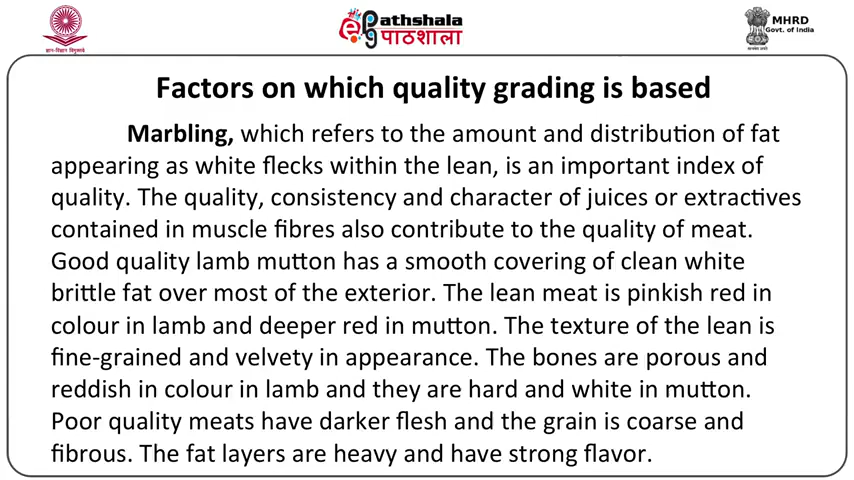 ज्ञान-विज्ञान विमुक्तये
ePathshala
पाठशाला
MHRD
Govt. of India
Factors on which quality grading is based
Marbling, which refers to the amount and distribution of fat
appearing as white flecks within the lean, is an important index of
quality. The quality, consistency and character of juices or extractives
contained in muscle fibres also contribute to the quality of meat.
Good quality lamb mutton has a smooth covering of clean white
brittle fat over most of the exterior. The lean meat is pinkish red in
colour in lamb and deeper red in mutton. The texture of the lean is
fine-grained and velvety in appearance. The bones are porous and
reddish in colour in lamb and they are hard and white in mutton.
Poor quality meats have darker flesh and the grain is coarse and
fibrous. The fat layers are heavy and have strong flavor.